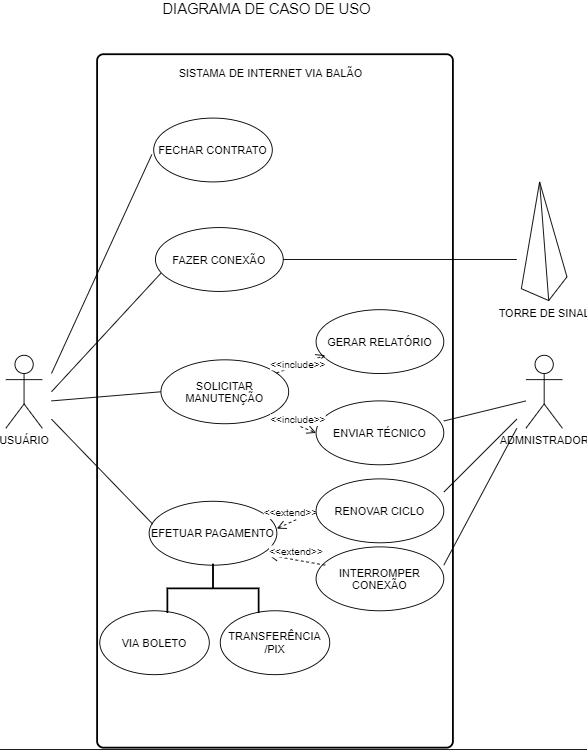 DIAGRAMA DE CASO DE USO
SISTAMA DE INTERNET VIA BALÃO
FECHAR CONTRATO
FAZER CONEXÃO
TORRE DE SINAL
GERAR RELATÓRIO
<<include>>
SOLICITAR
MANUTENÇÃO
<<include>>
ENVIAR TÉCNICO
USUÁRIO
ADMNISTRADOR
RENOVAR CICLO
<<extend>>
EFETUAR PAGAMENTO
<<extend>>
INTERROMPER
CONEXÃO
VIA BOLETO
TRANSFERÊNCIA
/PIX